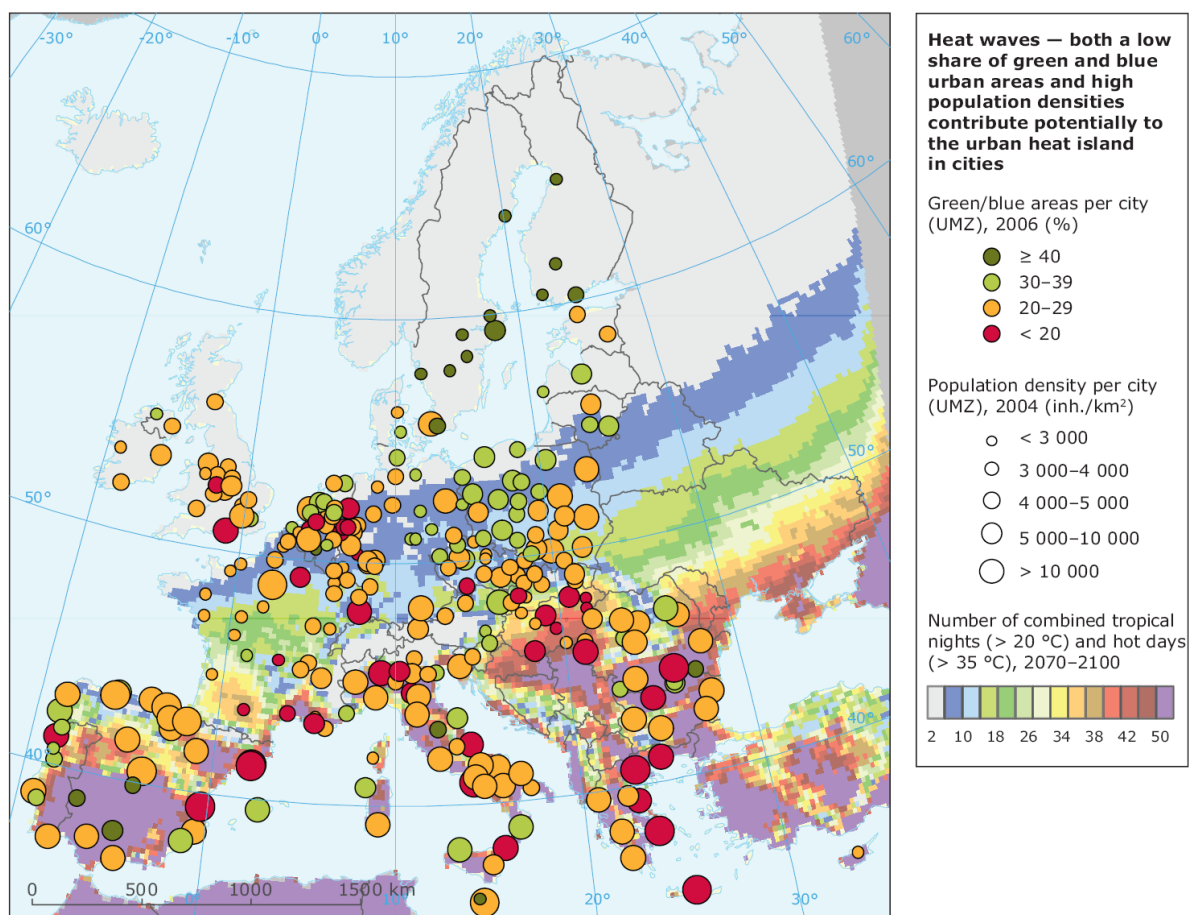 -30° -20° -10° 0° 10° 20° 30° 40° 50° 60°
60°
60°
50°
50°
40°
40°
0 500 1000 1500 km
0° 10° 20° 30°
Heat waves — both a low
share of green and blue
urban areas and high
population densities
contribute potentially to
the urban heat island
in cities
Green/blue areas per city
(UMZ), 2006 (%)
≥ 40
30–39
20–29
< 20
Population density per city
(UMZ), 2004 (inh./km²)
< 3 000
3 000–4 000
4 000–5 000
5 000–10 000
> 10 000
Number of combined tropical
nights (> 20 °C) and hot days
(> 35 °C), 2070–2100
2 10 18 26 34 38 42 50